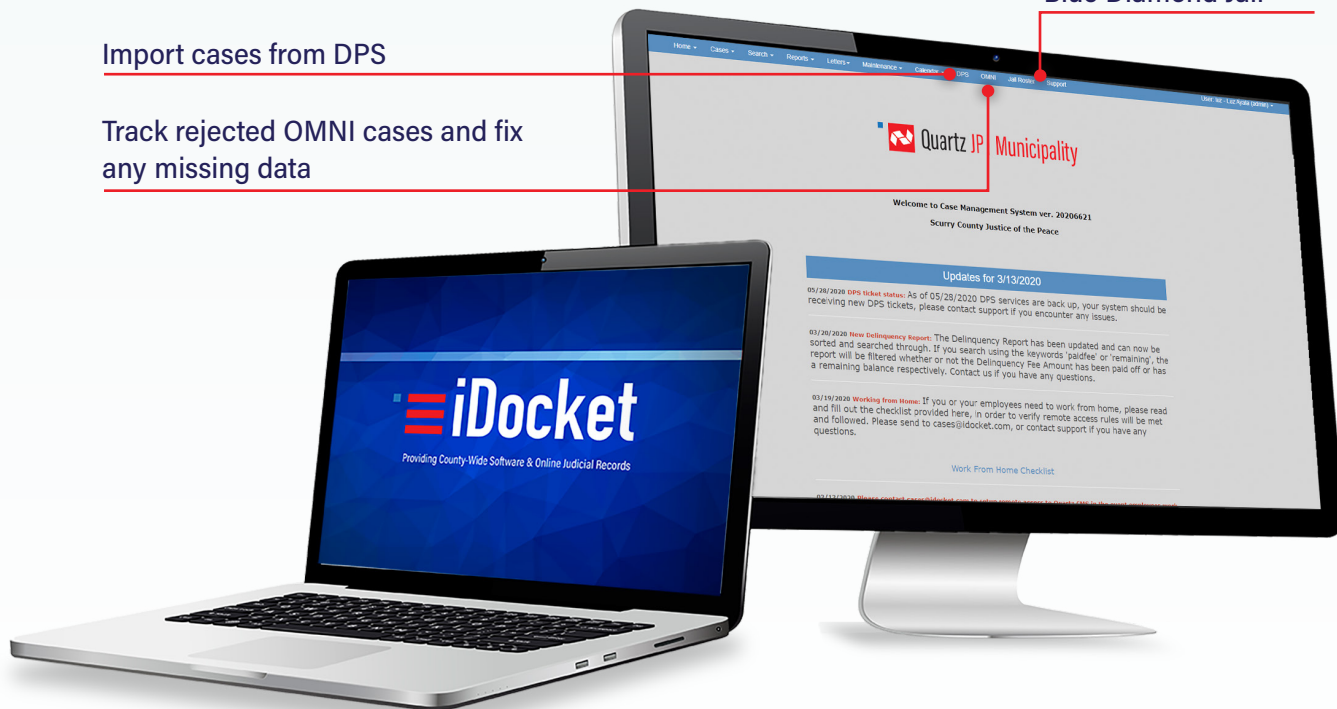 Blue Diamond Jail
Import cases from DPS
Track rejected OMNI cases and fix
any missing data
Home Cases Search Reports Letters Maintenance Calendar DPS OMNI Jail Roster Support
Quartz JP Municipality
Welcome to Case Management System ver. 20206621
Scurry County Justice of the Peace
Updates for 3/13/2020
05/28/2020 DPS ticket status: As of 05/28/2020 DPS services are back up, your system should be
receiving new DPS tickets, please contact support if you encounter any issues.
03/20/2020 New Delinquency Report: The Delinquency Report has been updated and can now be
sorted and searched through. If you search using the keywords 'paidfee' or 'remaining', the
report will be filtered whether or not the Delinquency Fee Amount has been paid off or has
a remaining balance respectively. Contact us if you have any questions.
03/19/2020 Working from Home: If you or your employees need to work from home, please read
and fill out the checklist provided here, in order to verify remote access rules will be met
and followed. Please send to cases@idocket.com, or contact support if you have any
questions.
Work From Home Checklist
iDocket
Providing County-Wide Software & Online Judicial Records